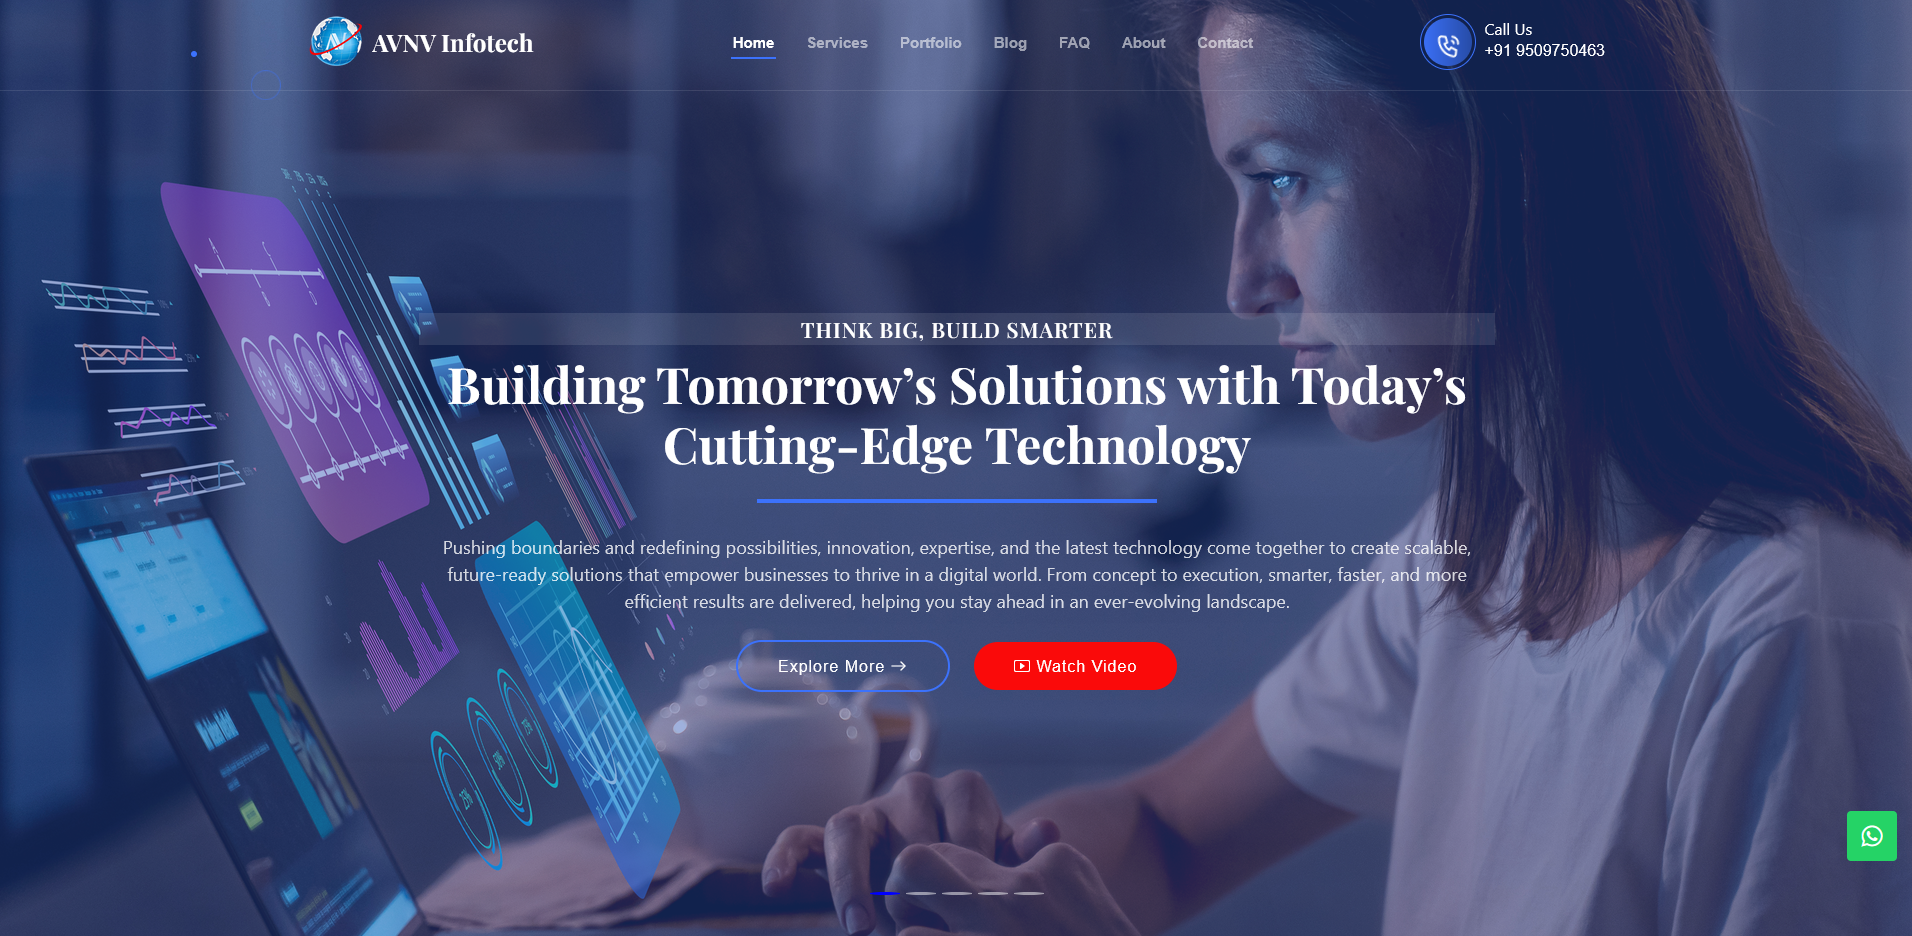 AVNV Infotech
Home Services Portfolio Blog FAQ About Contact
Call Us
+91 9509750463
THINK BIG, BUILD SMARTER
Building Tomorrow’s Solutions with Today’s
Cutting-Edge Technology
Pushing boundaries and redefining possibilities, innovation, expertise, and the latest technology come together to create scalable,
future-ready solutions that empower businesses to thrive in a digital world. From concept to execution, smarter, faster, and more
efficient results are delivered, helping you stay ahead in an ever-evolving landscape.
Explore More →
Watch Video